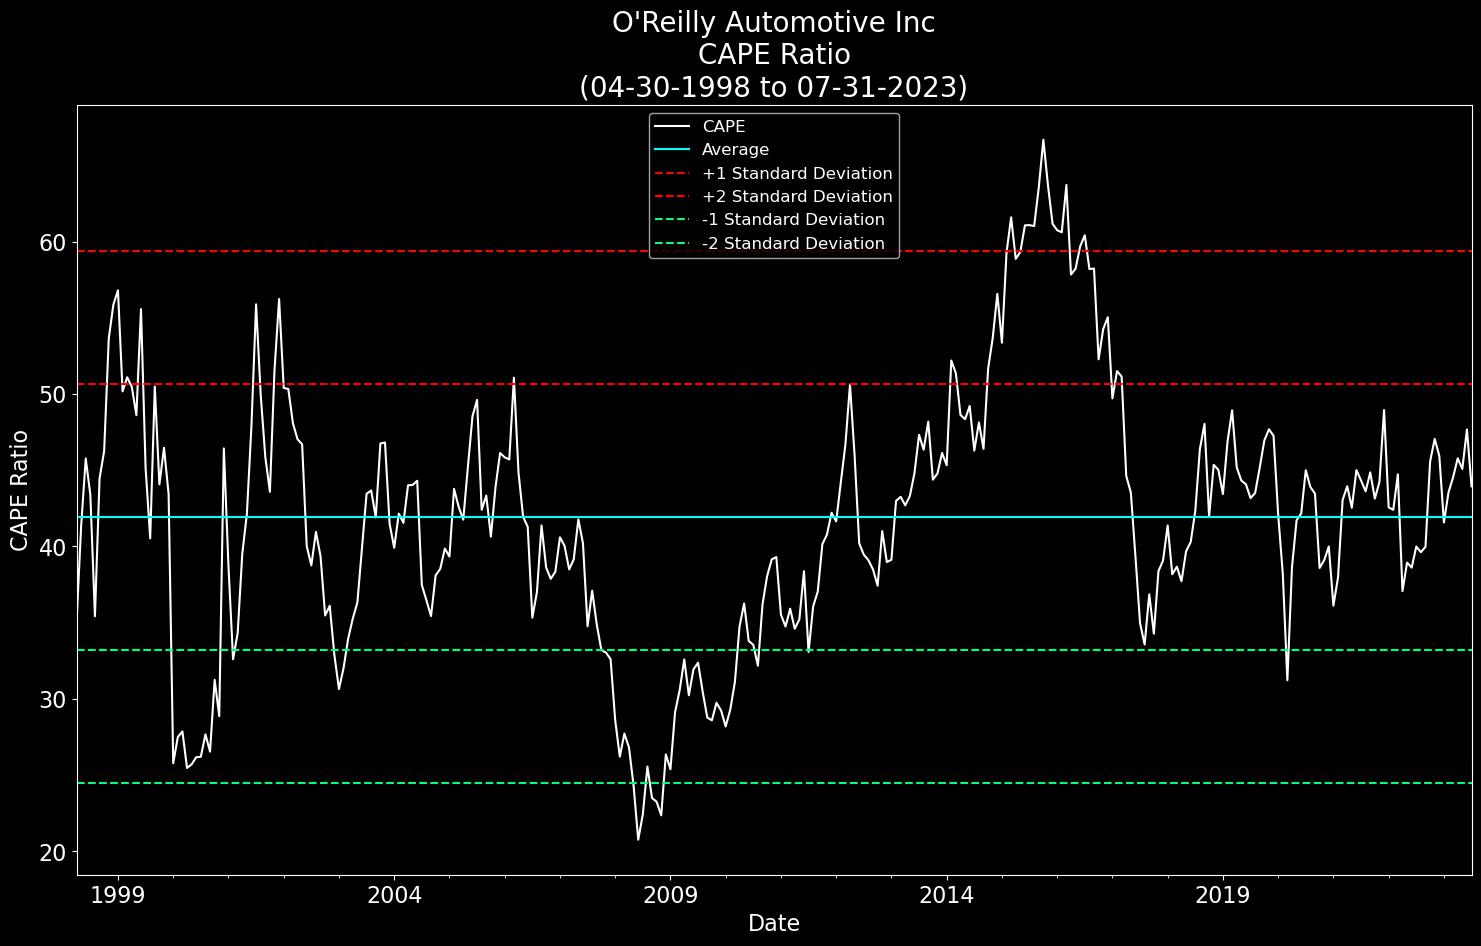 O'Reilly Automotive Inc
CAPE Ratio
(04-30-1998 to 07-31-2023)
CAPE
Average
+1 Standard Deviation
+2 Standard Deviation
-1 Standard Deviation
-2 Standard Deviation
CAPE Ratio
60
50
40
30
20
1999 2004 2009 2014 2019
Date